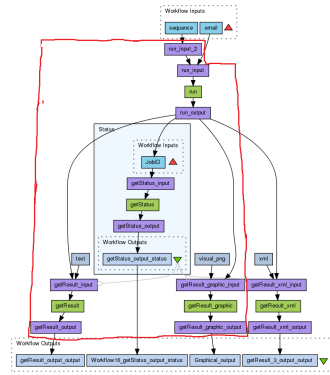 Workflow Inputs
sequence email
run_input_2
run_input
run
run_output
Status
Workflow Inputs
JobID
getStatus_input
getStatus
getStatus_output
Workflow Outputs
getStatus_output_status
text visual_png xml
getResult_input getResult_graphic_input getResult_xml_input
getResult getResult_graphic getResult_xml
getResult_output getResult_graphic_output getResult_xml_output
Workflow Outputs
getResult_output_output Workflow16_getStatus_output_status Graphical_output getResult_3_output_output